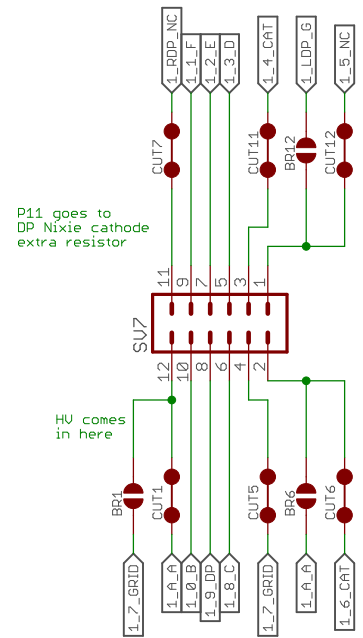 1_RDP_NC
1_1_F
1_2_E
1_3_D
1_4_CAT
1_LDP_G
1_5_NC
CUT7
CUT11
BR12
CUT12
P11 goes to
DP Nixie cathode
extra resistor
11
9
7
5
3
1
SV7
12
10
8
6
4
2
HV comes
in here
BR1
CUT1
CUT5
BR6
CUT6
1_7_GRID
1_A_A
1_0_B
1_9_DP
1_8_C
1_7_GRID
1_A_A
1_6_CAT